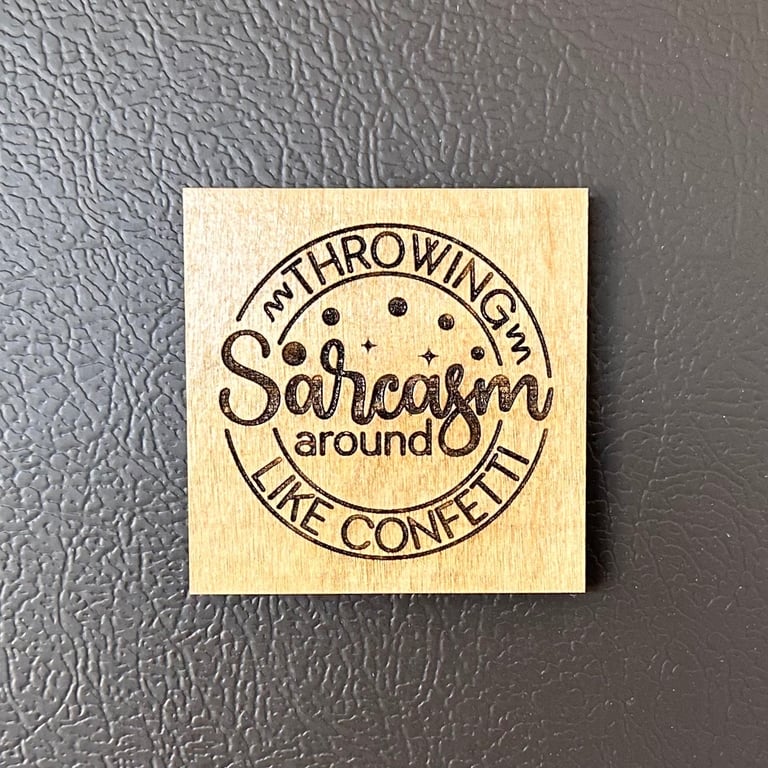 THROWING
Sarcasm
around
LIKE CONFETTI